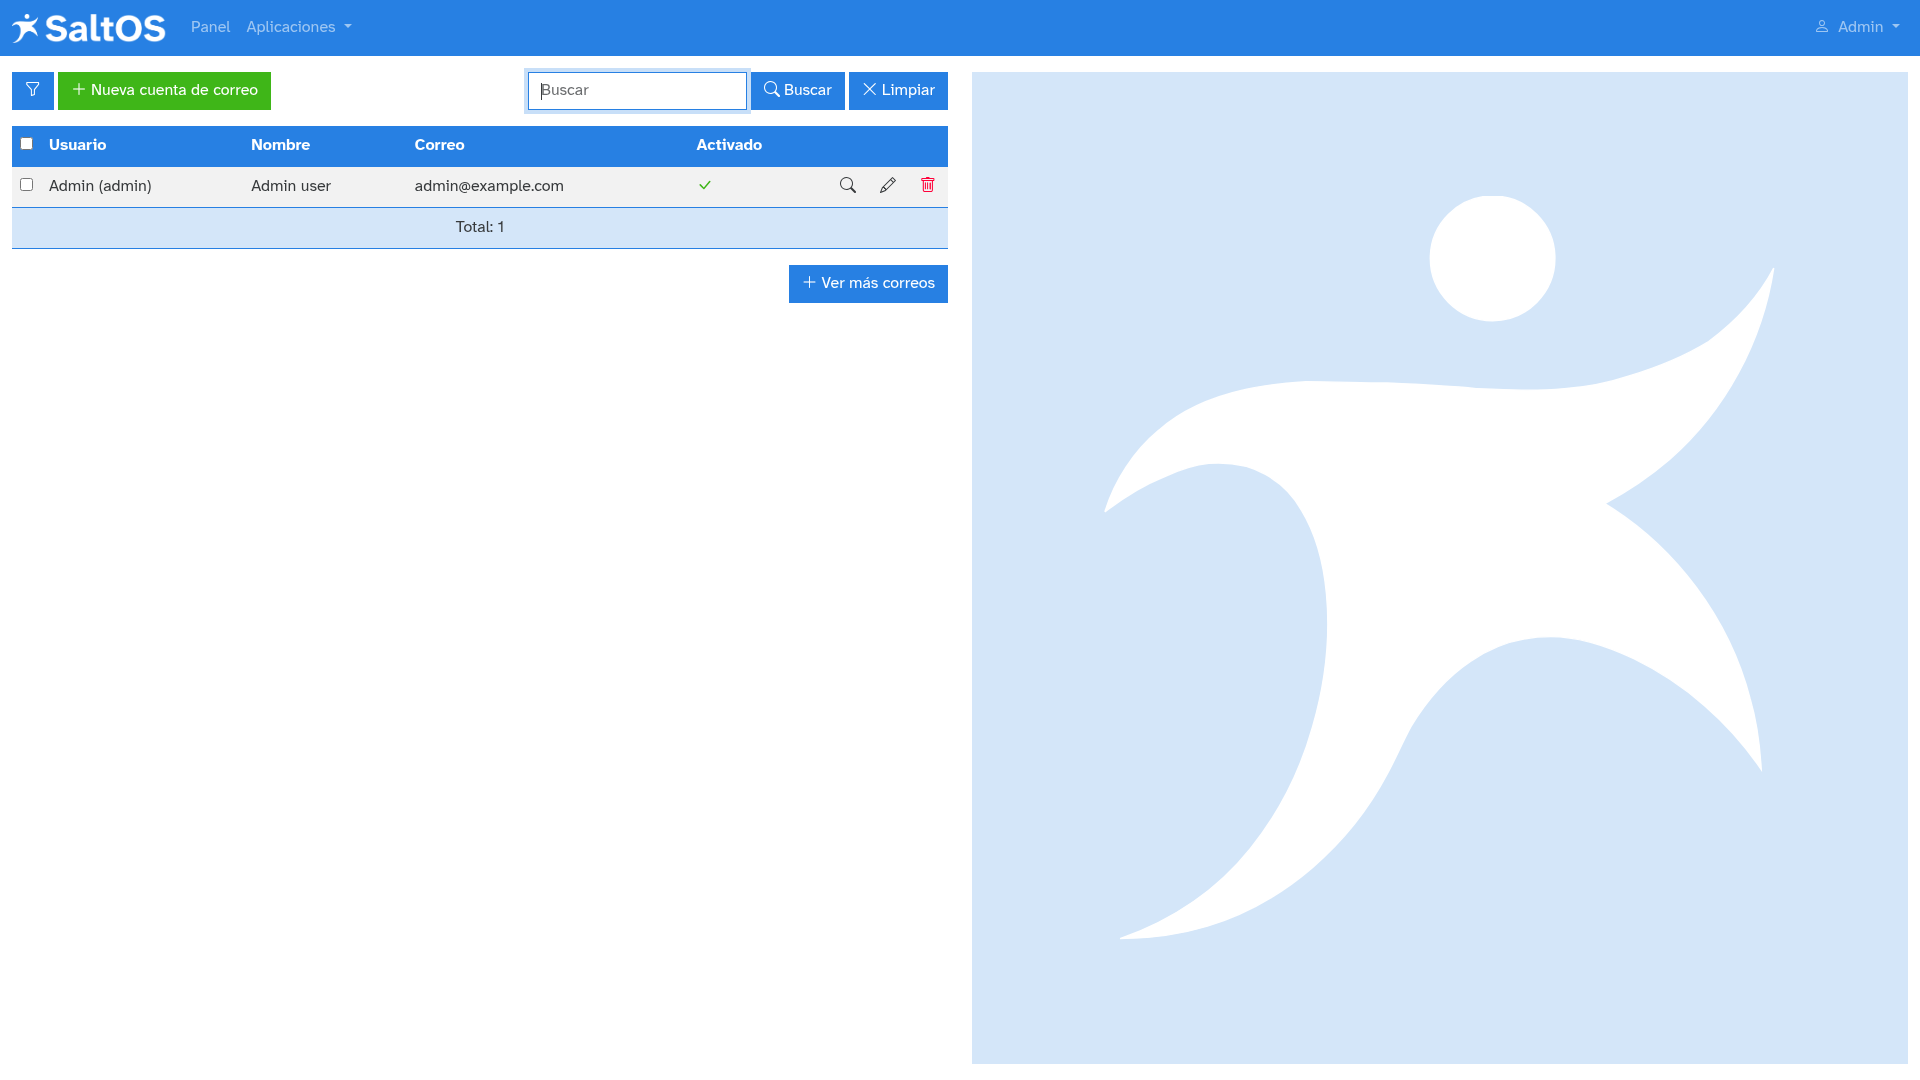 SaltOS Panel Aplicaciones Admin
Nueva cuenta de correo Buscar Buscar Limpiar
Usuario Nombre Correo Activado
Admin (admin) Admin user admin@example.com
Total: 1
Ver más correos